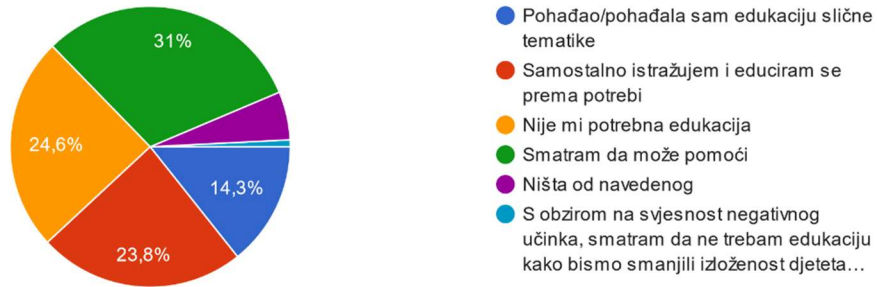 31%
24,6%
14,3%
23,8%
Pohađao/pohađala sam edukaciju slične
tematike
Samostalno istražujem i educiram se
prema potrebi
Nije mi potrebna edukacija
Smatram da može pomoći
Ništa od navedenog
S obzirom na svjesnost negativnog
učinka, smatram da ne trebam edukaciju
kako bismo smanjili izloženost djeteta…